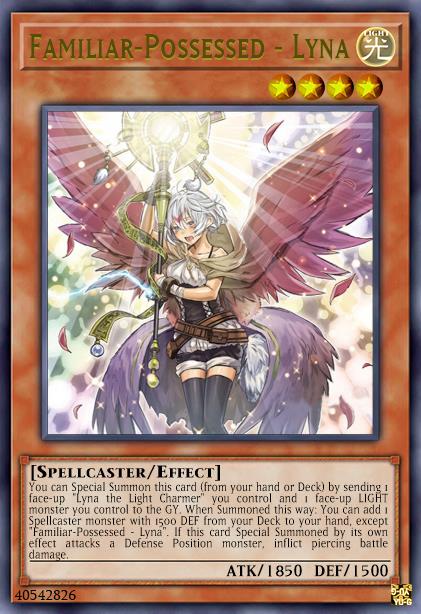 Familiar-Possessed - Lyna
LIGHT
光
[Spellcaster/Effect]
You can Special Summon this card (from your hand or Deck) by sending 1
face-up "Lyna the Light Charmer" you control and 1 face-up LIGHT
monster you control to the GY. When Summoned this way: You can add 1
Spellcaster monster with 1500 DEF from your Deck to your hand, except
"Familiar-Possessed - Lyna". If this card Special Summoned by its own
effect attacks a Defense Position monster, inflict piercing battle
damage.
ATK/1850 DEF/1500
40542826